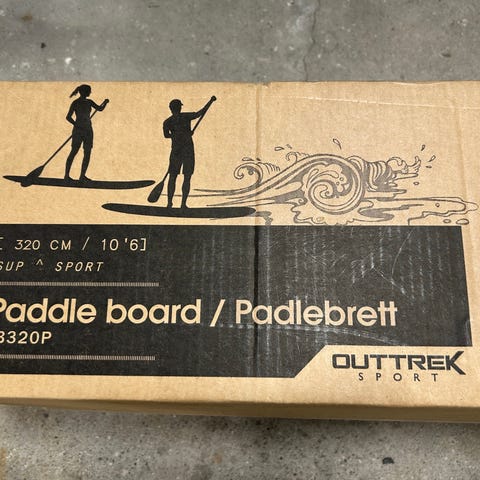 [ 320 CM / 10'6]
SUP ^ SPORT
Paddle board / Padlebrett
3320P
OUTTREK
SPORT